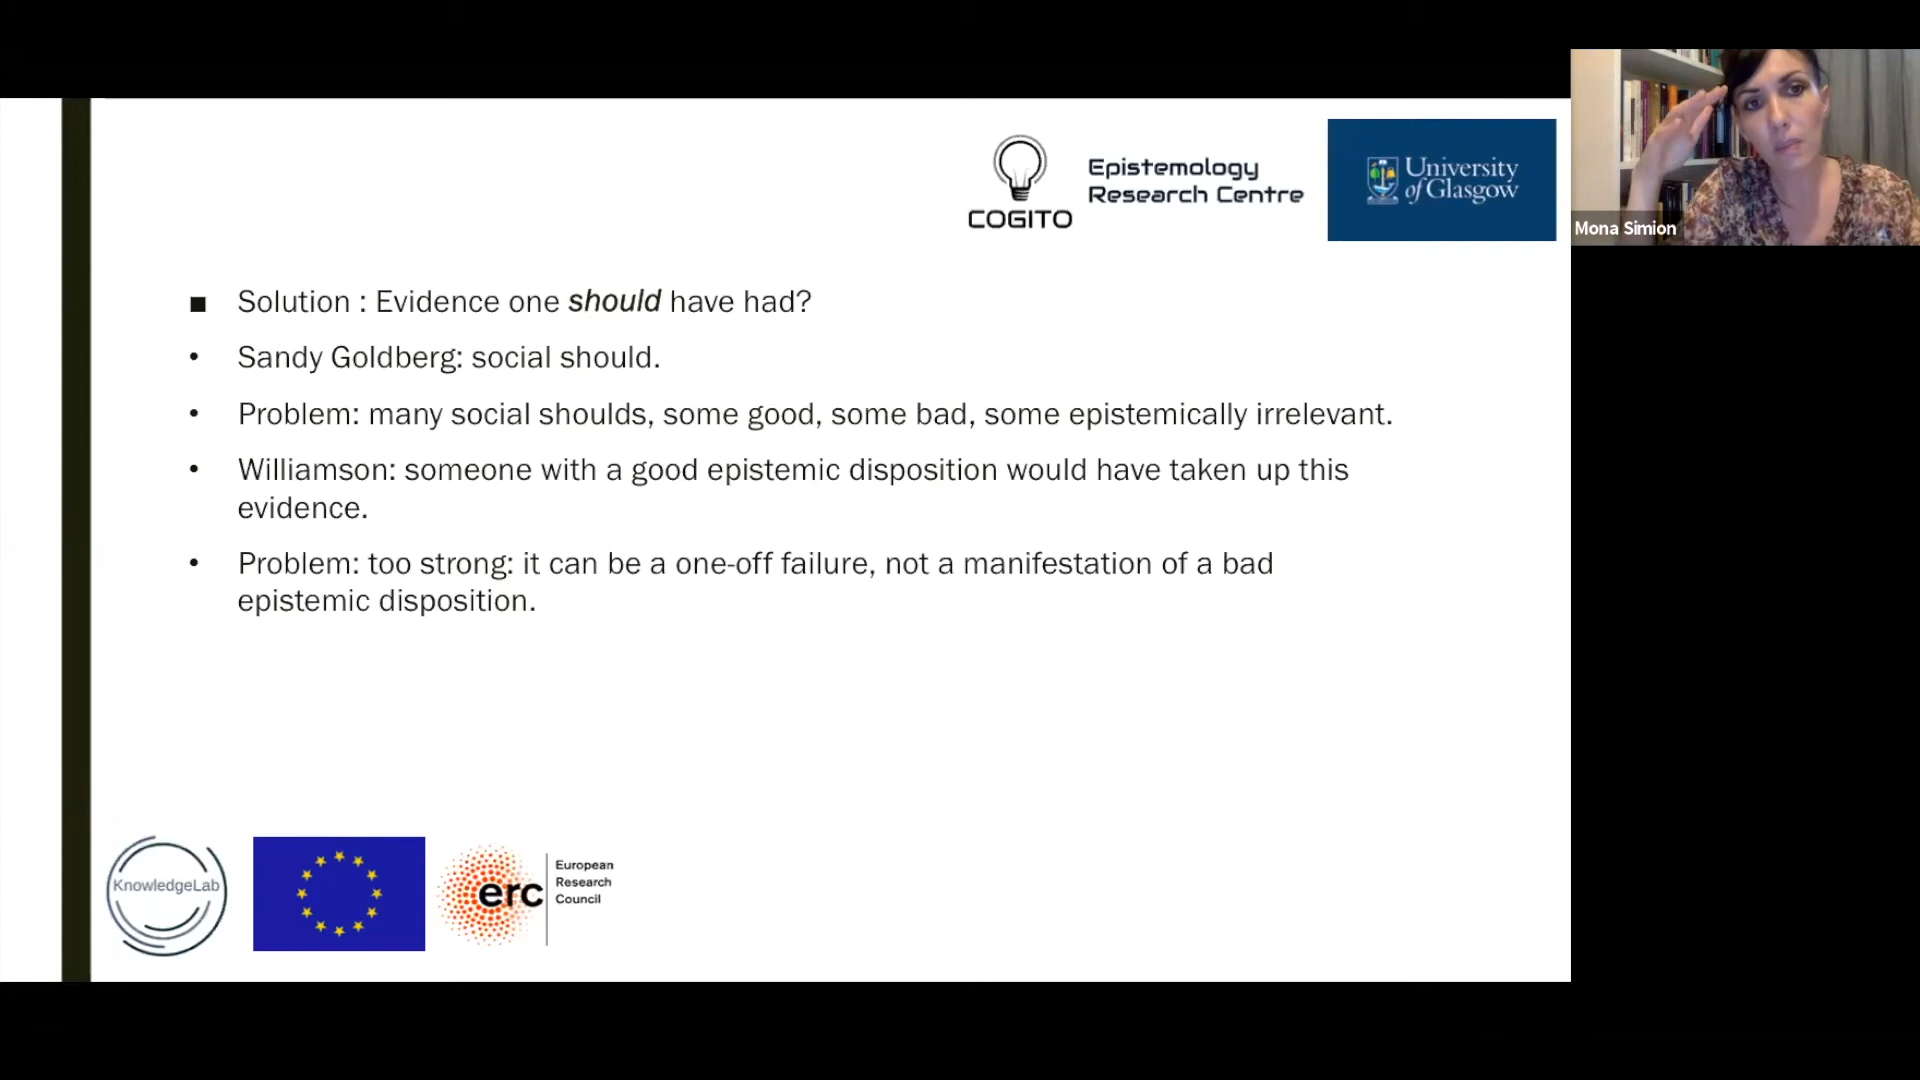 COGITO
Epistemology
Research Centre
University
of Glasgow
Mona Simion
■ Solution : Evidence one should have had?
• Sandy Goldberg: social should.
• Problem: many social shoulds, some good, some bad, some epistemically irrelevant.
• Williamson: someone with a good epistemic disposition would have taken up this
evidence.
• Problem: too strong: it can be a one-off failure, not a manifestation of a bad
epistemic disposition.
KnowledgeLab
erc
European
Research
Council